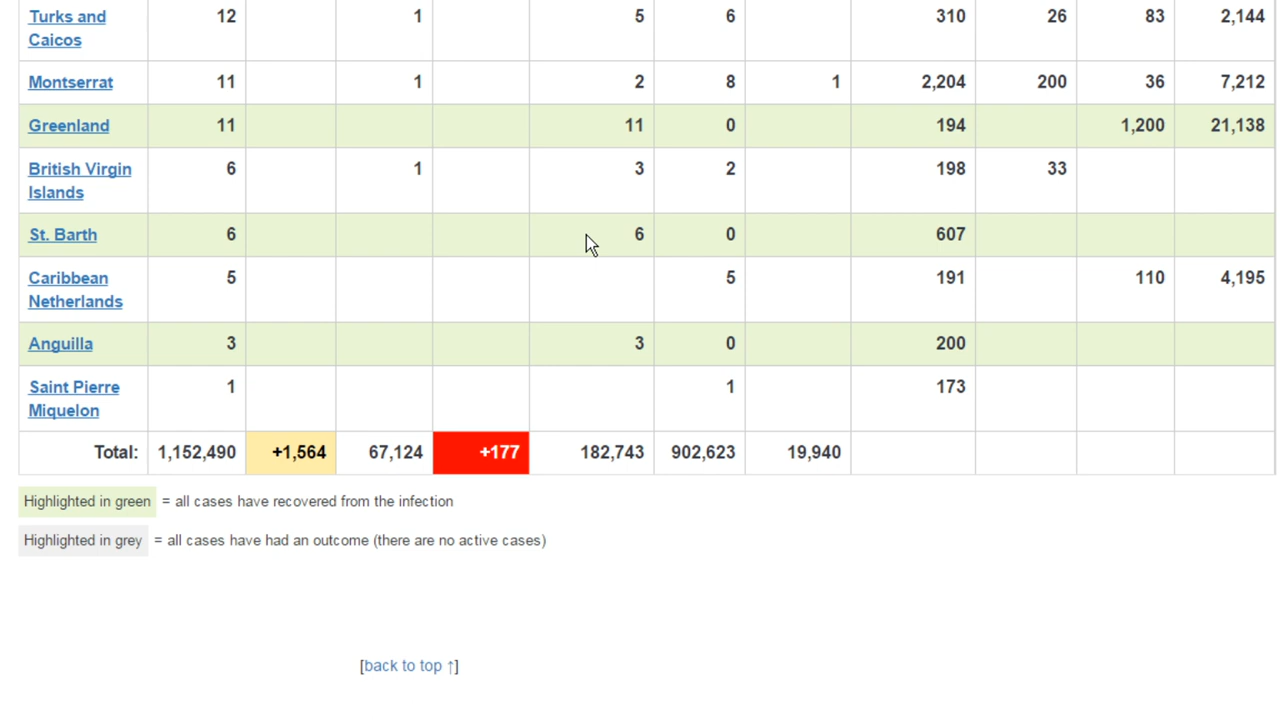 Turks and Caicos 12 1 5 6 310 26 83 2,144
Montserrat 11 1 2 8 1 2,204 200 36 7,212
Greenland 11 11 0 194 1,200 21,138
British Virgin Islands 6 1 3 2 198 33
St. Barth 6 6 0 607
Caribbean Netherlands 5 5 191 110 4,195
Anguilla 3 3 0 200
Saint Pierre Miquelon 1 1 173
Total: 1,152,490 +1,564 67,124 +177 182,743 902,623 19,940
Highlighted in green = all cases have recovered from the infection
Highlighted in grey = all cases have had an outcome (there are no active cases)
[back to top ↑]